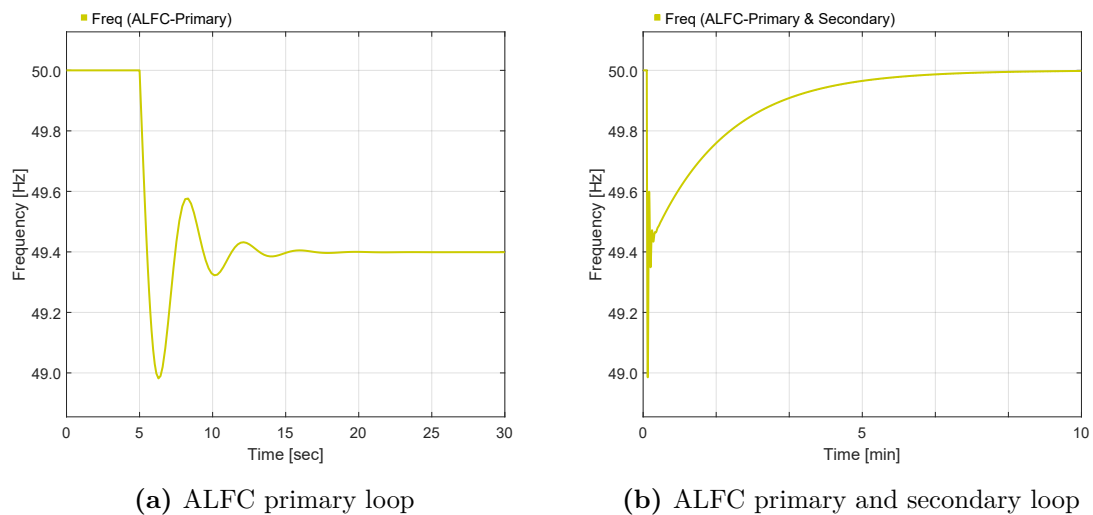 Freq (ALFC-Primary)
50.0
49.8
49.6
49.4
49.2
49.0
Frequency [Hz]
0 5 10 15 20 25 30
Time [sec]
(a) ALFC primary loop
Freq (ALFC-Primary & Secondary)
50.0
49.8
49.6
49.4
49.2
49.0
Frequency [Hz]
0 5 10
Time [min]
(b) ALFC primary and secondary loop